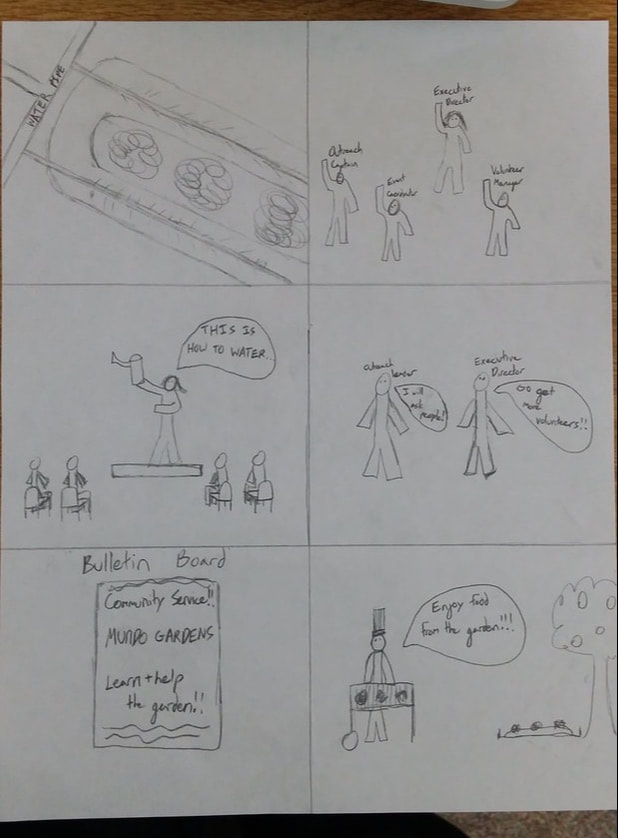 WATER PIPE
Executive
Director
Outreach
Captain
Event
Coordinator
Volunteer
Manager
THIS IS
HOW TO WATER...
Outreach
Executive
Director
I will
ask
people!
Go get
more
volunteers!!
Bulletin Board
Community Service!!
MUNDO GARDENS
Learn + help
the garden!!
Enjoy food
from the garden!!!